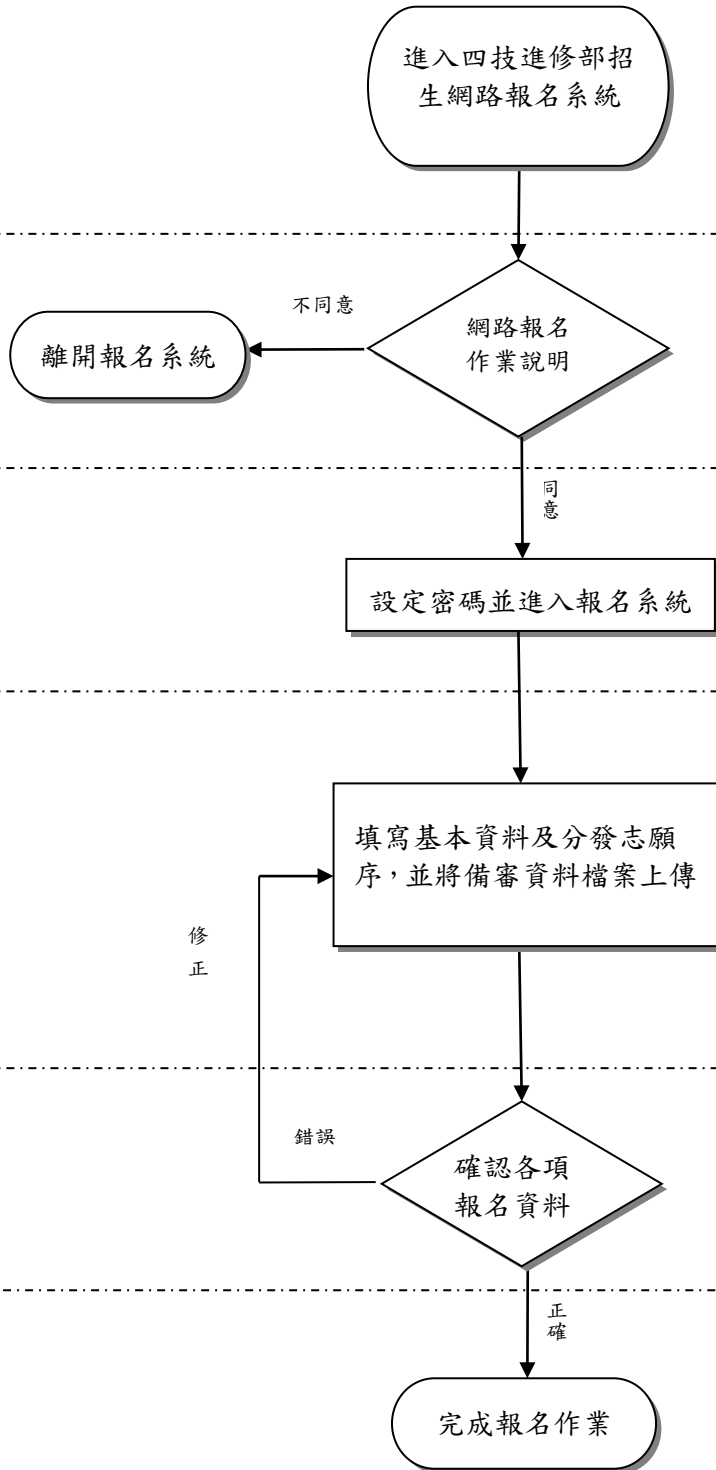 進入四技進修部招
生網路報名系統
不同意
網路報名
作業說明
離開報名系統
同
意
設定密碼並進入報名系統
填寫基本資料及分發志願
序，並將備審資料檔案上傳
修
正
錯誤
確認各項
報名資料
正
確
完成報名作業